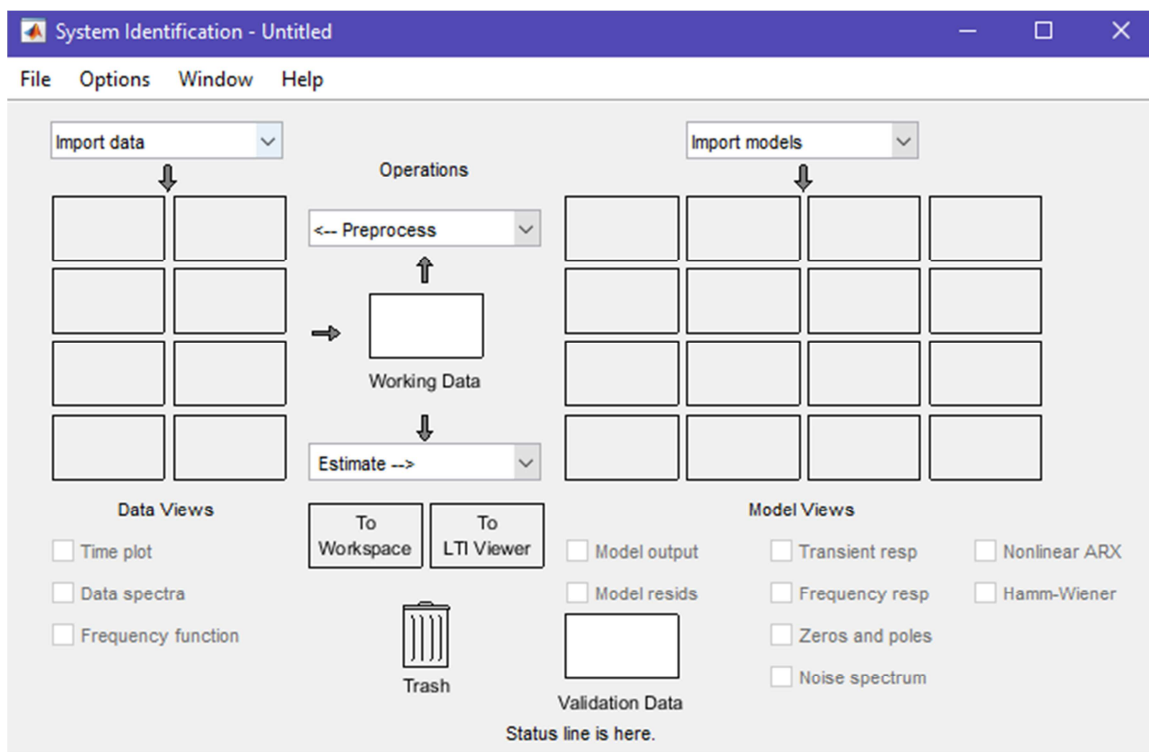 System Identification - Untitled
File Options Window Help
Import data
Import models
Operations
<-- Preprocess
Working Data
Estimate -->
Data Views
Time plot
Data spectra
Frequency function
To
Workspace
To
LTI Viewer
Trash
Model Views
Model output
Model resids
Transient resp
Frequency resp
Zeros and poles
Noise spectrum
Nonlinear ARX
Hamm-Wiener
Validation Data
Status line is here.